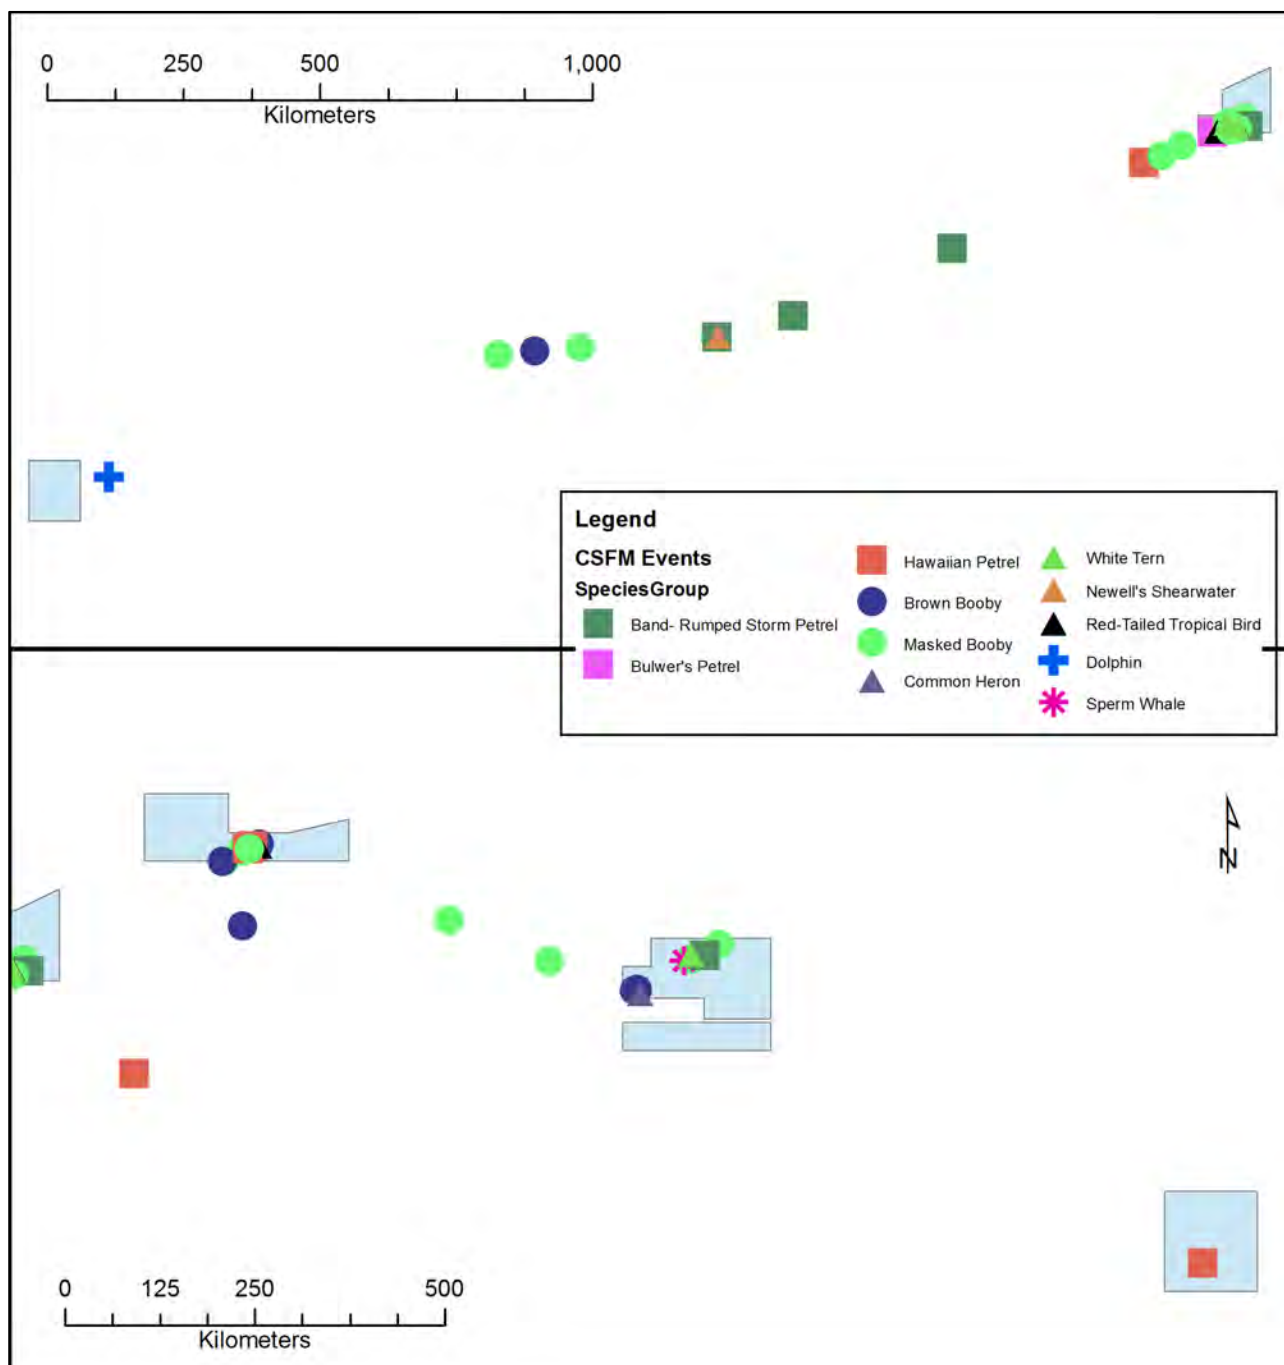 0 250 500 1,000
Kilometers
Legend
CSFM Events
SpeciesGroup
Band- Rumped Storm Petrel
Bulwer's Petrel
Hawaiian Petrel
Brown Booby
Masked Booby
Common Heron
White Tern
Newell's Shearwater
Red-Tailed Tropical Bird
Dolphin
Sperm Whale
N
0 125 250 500
Kilometers